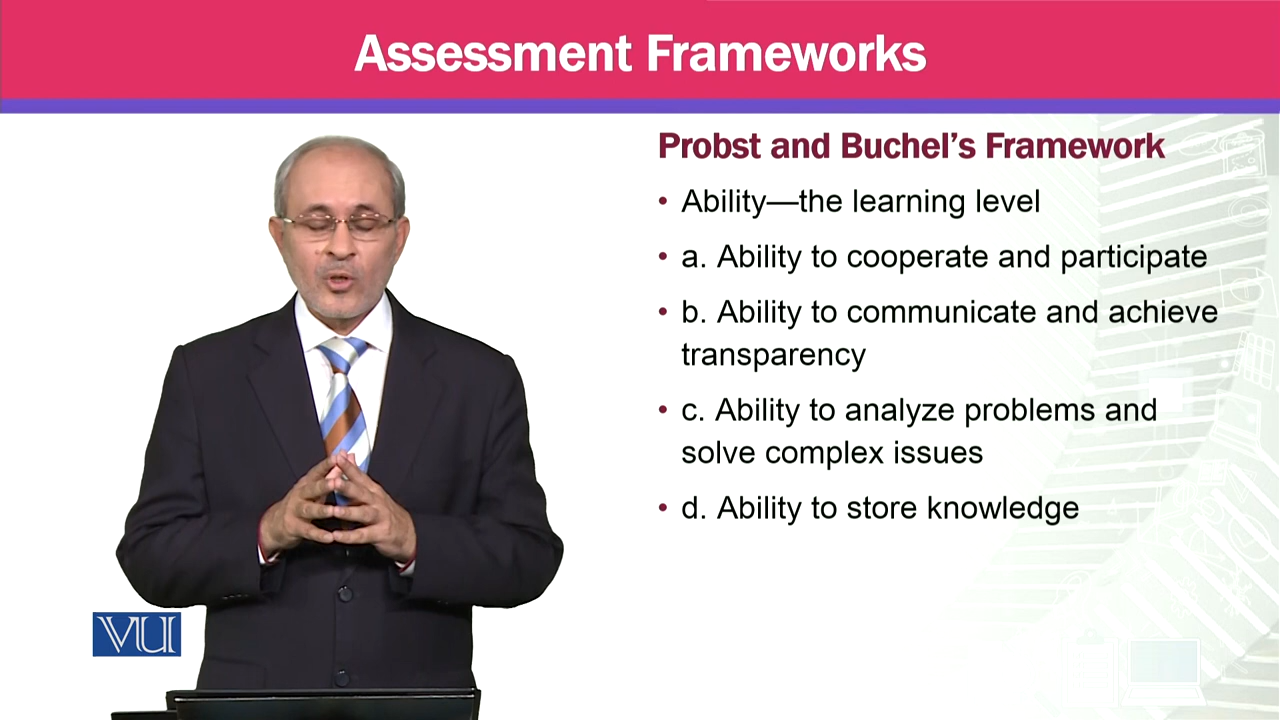 Assessment Frameworks
Probst and Buchel’s Framework
• Ability—the learning level
• a. Ability to cooperate and participate
• b. Ability to communicate and achieve
transparency
• c. Ability to analyze problems and
solve complex issues
• d. Ability to store knowledge
VU